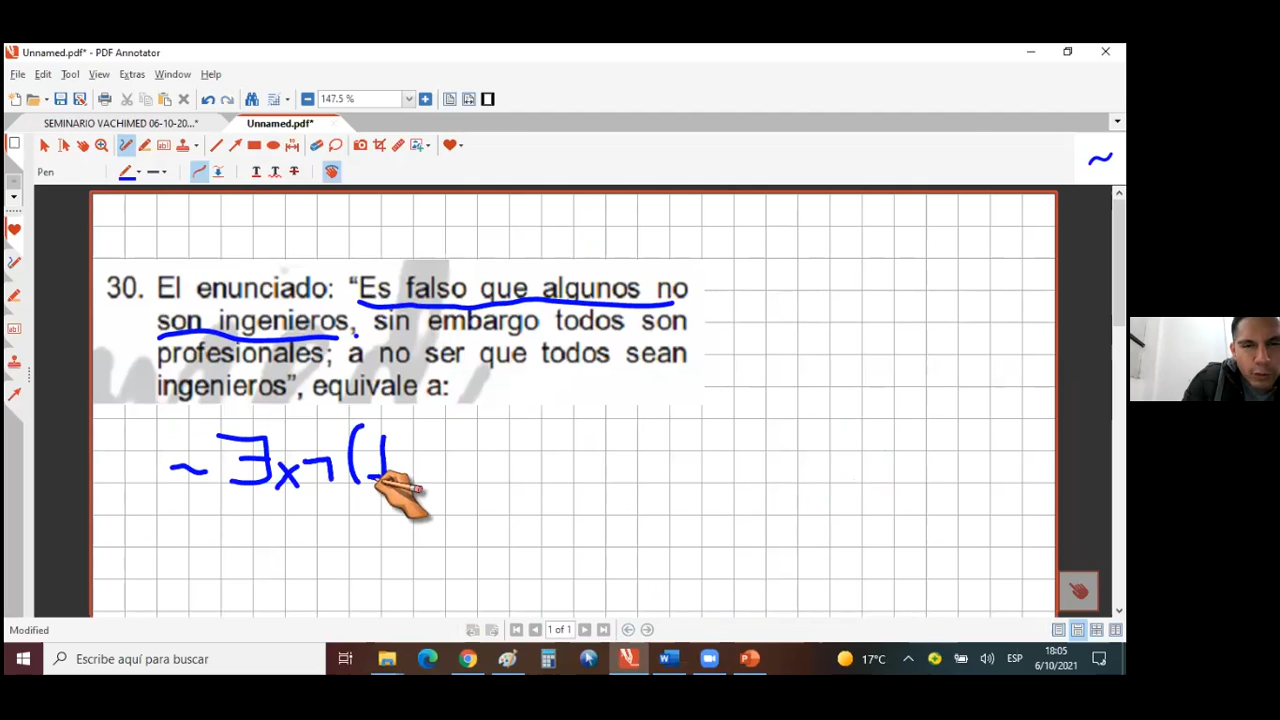 Unnamed.pdf* - PDF Annotator
File Edit Tool View Extras Window Help
147.5 %
SEMINARIO VACHIMED 06-10-20...* Unnamed.pdf*
Pen
30. El enunciado: “Es falso que algunos no
son ingenieros, sin embargo todos son
profesionales; a no ser que todos sean
ingenieros”, equivale a:
~ ∃x ¬ (I
1 of 1
Modified
Escribe aquí para buscar
17°C
ESP
18:05
6/10/2021